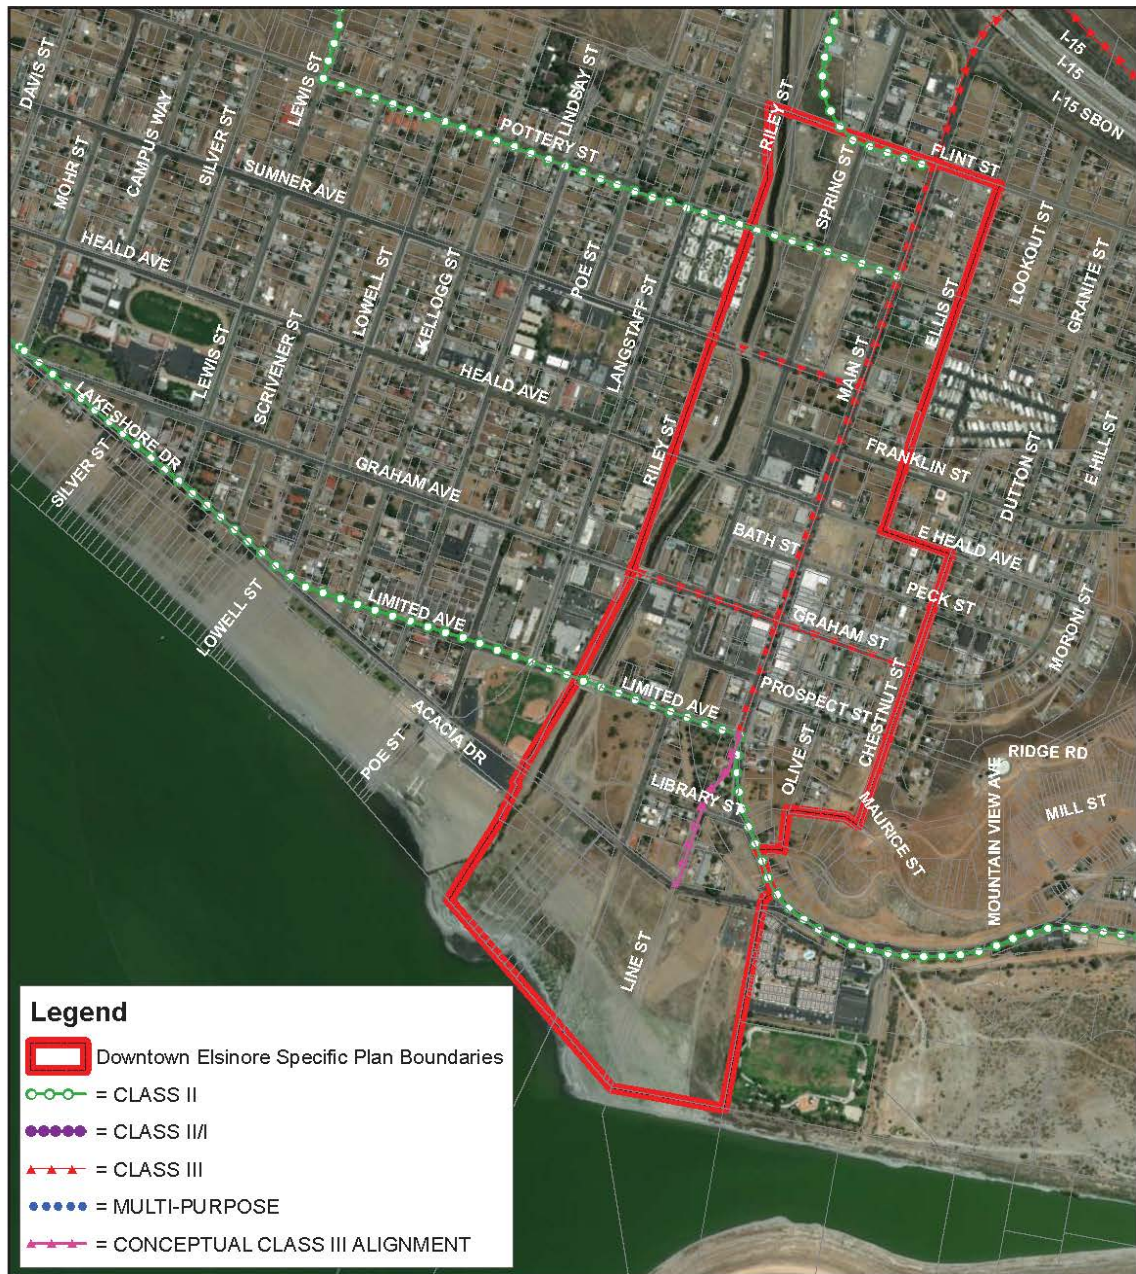 I-15
I-15
I-15 SBON
DAVIS ST
LEWIS ST
LINDSAY ST
RILEY ST
CAMPUS WAY
SILVER ST
POTTERY ST
FLINT ST
MOHR ST
SUMNER AVE
SPRING ST
LOOKOUT ST
GRANITE ST
HEALD AVE
LOWELL ST
KELLOGG ST
POE ST
LANGSTAFF ST
ELLIS ST
MAIN ST
LEWIS ST
SCRIVENER ST
HEALD AVE
LAKESHORE DR
SILVER ST
GRAHAM AVE
RILEY ST
FRANKLIN ST
DUTTON ST
E HILL ST
BATH ST
E HEALD AVE
PECK ST
LOWELL ST
LIMITED AVE
GRAHAM ST
MORONI ST
LIMITED AVE
PROSPECT ST
CHESTNUT ST
ACACIA DR
POE ST
OLIVE ST
RIDGE RD
LIBRARY ST
MAURICE ST
MOUNTAIN VIEW AVE
MILL ST
LINE ST
Legend
Downtown Elsinore Specific Plan Boundaries
= CLASS II
= CLASS II/I
= CLASS III
= MULTI-PURPOSE
= CONCEPTUAL CLASS III ALIGNMENT